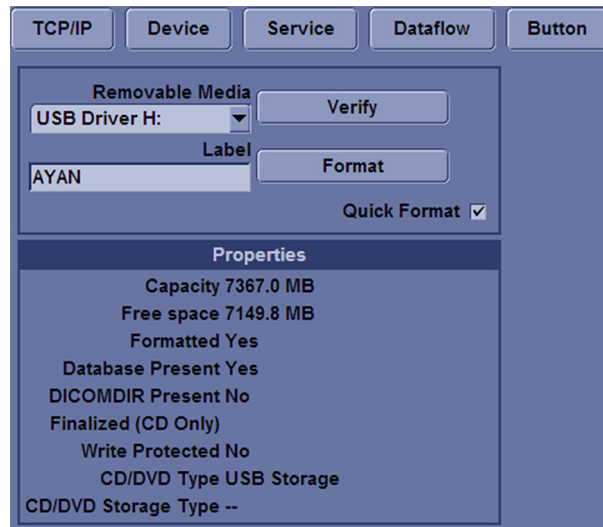 TCP/IP Device Service Dataflow Button
Removable Media
USB Driver H: Verify
Label
AYAN Format
Quick Format
Properties
Capacity 7367.0 MB
Free space 7149.8 MB
Formatted Yes
Database Present Yes
DICOMDIR Present No
Finalized (CD Only)
Write Protected No
CD/DVD Type USB Storage
CD/DVD Storage Type --